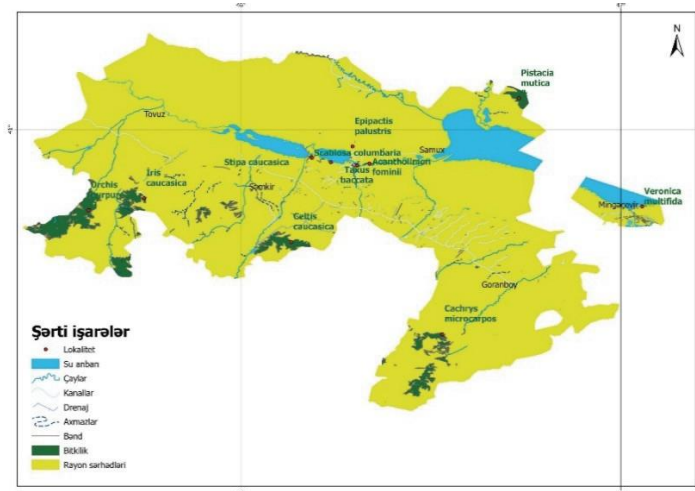 N
Pistacia
mutica
Tovuz
41°
Epipactis
palustris
Samux
Scabiosa columbaria
Stipa caucasica
Acantholimon
fominii
Taxus
baccata
Iris
caucasica
Orchis
Şəmkir
Veronica
multifida
Mingəçevir
Celtis
caucasica
Goranboy
Cachrys
microcarpos
Şərti işarələr
Lokalitet
Su anbarı
Çaylar
Kanallar
Drenaj
Axmazlar
Bənd
Bitkilik
Rayon sərhədləri